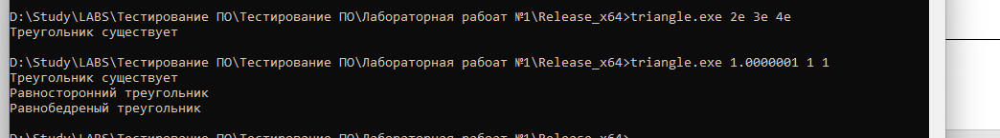 D:\Study\LABS\Тестирование ПО\Тестирование ПО\Лабораторная рабоат №1\Release_x64>triangle.exe 2e 3e 4e
Треугольник существует
D:\Study\LABS\Тестирование ПО\Тестирование ПО\Лабораторная рабоат №1\Release_x64>triangle.exe 1.0000001 1 1
Треугольник существует
Равносторонний треугольник
Равнобедреный треугольник
D:\Study\LABS\Тестирование ПО\Тестирование ПО\Лабораторная рабоат №1\Release_x64>